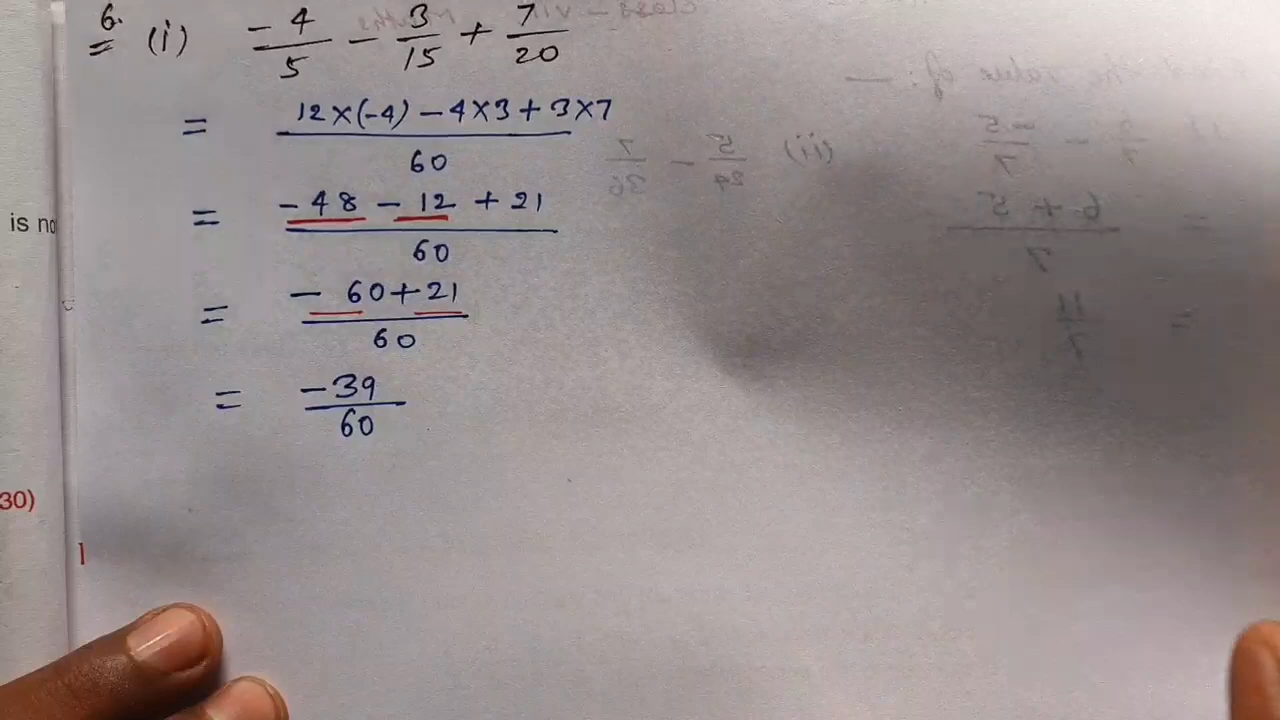 6. (i) -4/5 - 3/15 + 7/20
= 12×(-4) - 4×3 + 3×7 / 60
= -48 - 12 + 21 / 60
= -60+21 / 60
= -39 / 60
is no
30)